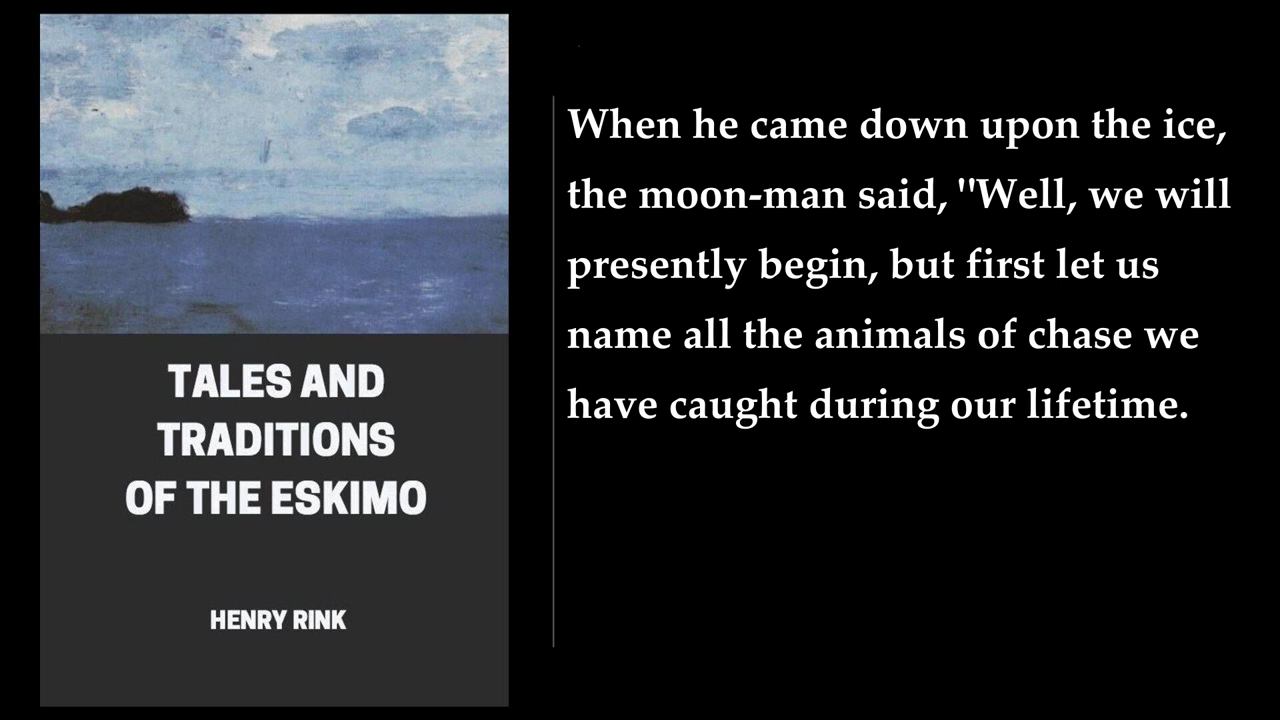 TALES AND
TRADITIONS
OF THE ESKIMO
HENRY RINK
When he came down upon the ice,
the moon-man said, "Well, we will
presently begin, but first let us
name all the animals of chase we
have caught during our lifetime.